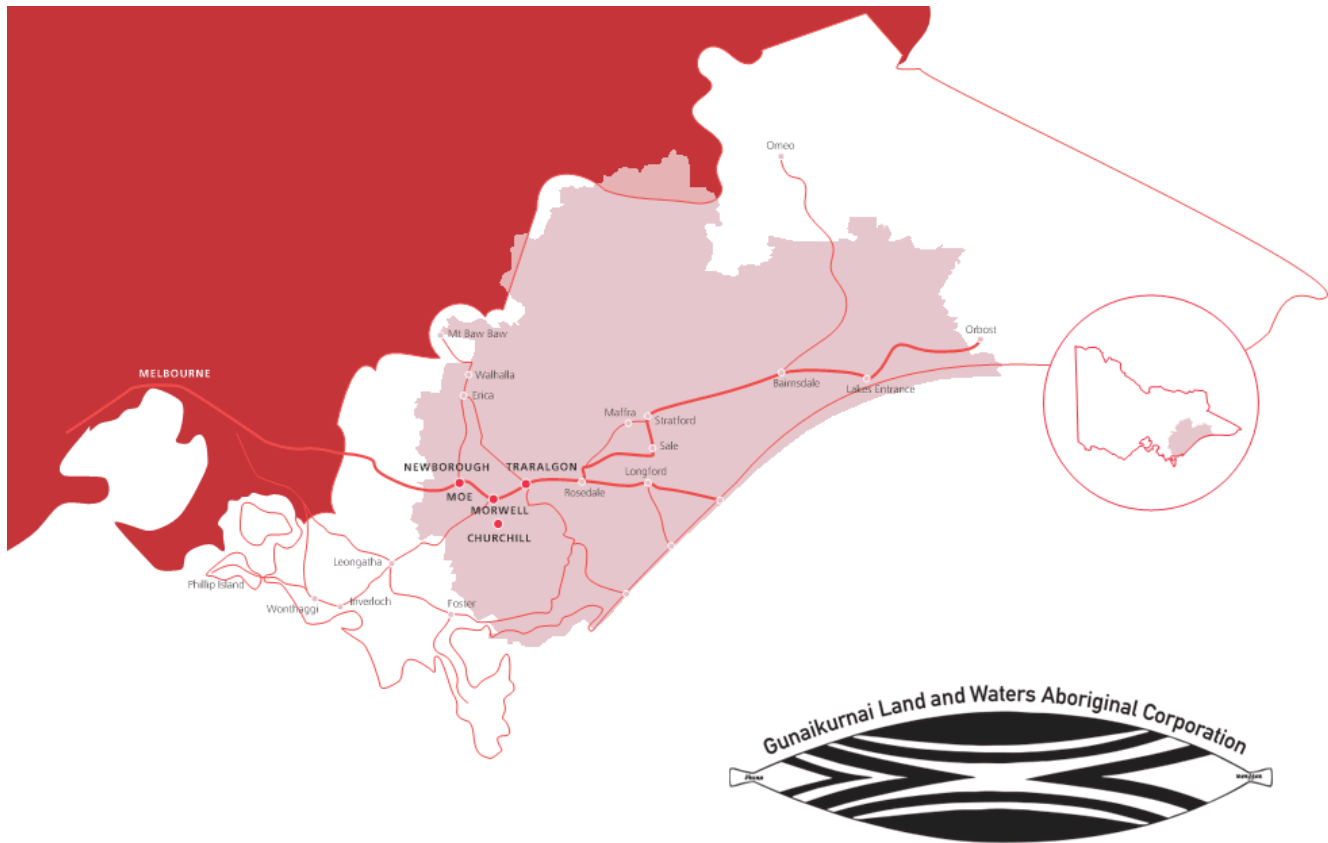 Omeo
Mt Baw Baw
Orbost
MELBOURNE
Walhalla
Bairnsdale
Lakes Entrance
Erica
Maffra
Stratford
Sale
NEWBOROUGH
TRARALGON
Longford
MOE
Rosedale
MORWELL
CHURCHILL
Leongatha
Phillip Island
Wonthaggi
Inverloch
Foster
Gunaikurnai Land and Waters Aboriginal Corporation